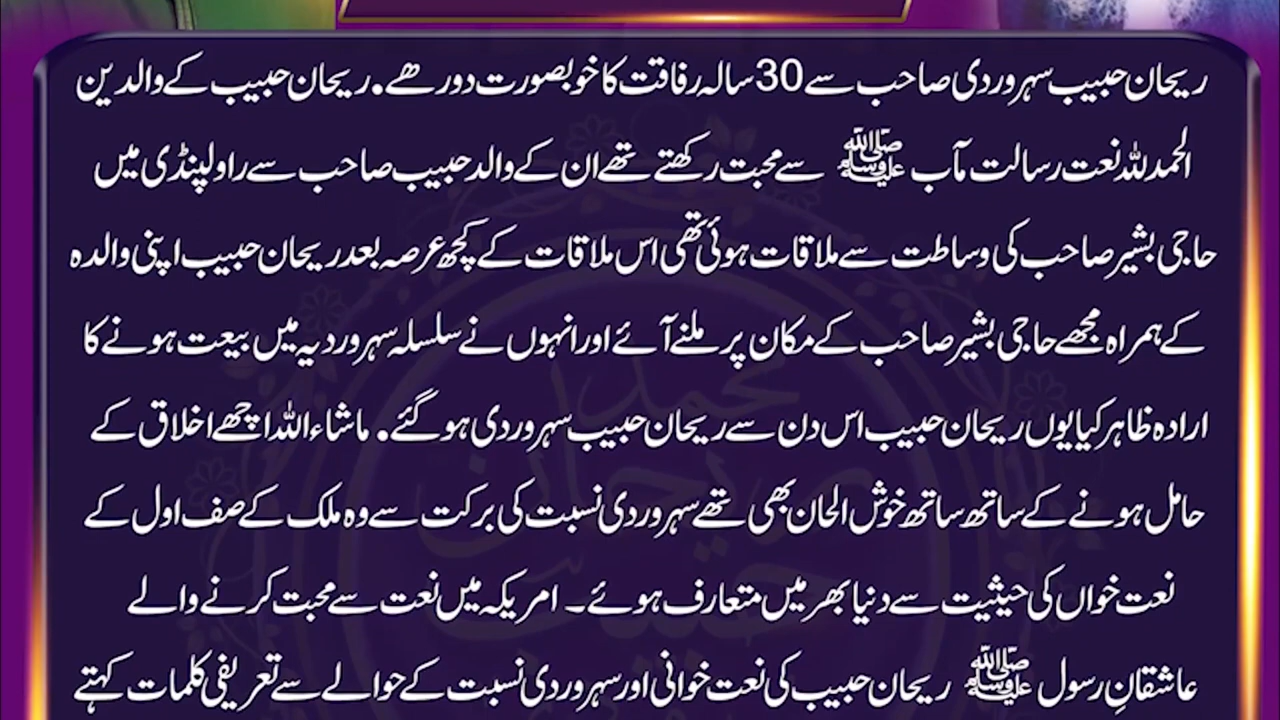 ریحان حبیب سہروردی صاحب سے 30 سالہ رفاقت کا خوبصورت دور ھے۔ ریحان حبیب کے والدین
الحمدللہ نعت رسالت مآب ﷺ سے محبت رکھتے تھے ان کے والد حبیب صاحب سے راولپنڈی میں
حاجی بشیر صاحب کی وساطت سے ملاقات ہوئی تھی اس ملاقات کے کچھ عرصہ بعد ریحان حبیب اپنی والدہ
کے ہمراہ مجھے حاجی بشیر صاحب کے مکان پر ملنے آئے اور انہوں نے سلسلہ سہروردیہ میں بیعت ہونے کا
ارادہ ظاہر کیا یوں ریحان حبیب اس دن سے ریحان حبیب سہروردی ہو گئے۔ ماشاء اللہ اچھے اخلاق کے
حامل ہونے کے ساتھ ساتھ خوش الحان بھی تھے سہروردی نسبت کی برکت سے وہ ملک کے صف اول کے
نعت خواں کی حیثیت سے دنیا بھر میں متعارف ہوئے۔ امریکہ میں نعت سے محبت کرنے والے
عاشقانِ رسول ﷺ ریحان حبیب کی نعت خوانی اور سہروردی نسبت کے حوالے سے تعریفی کلمات کہتے
محمد
ریحان
حبیب